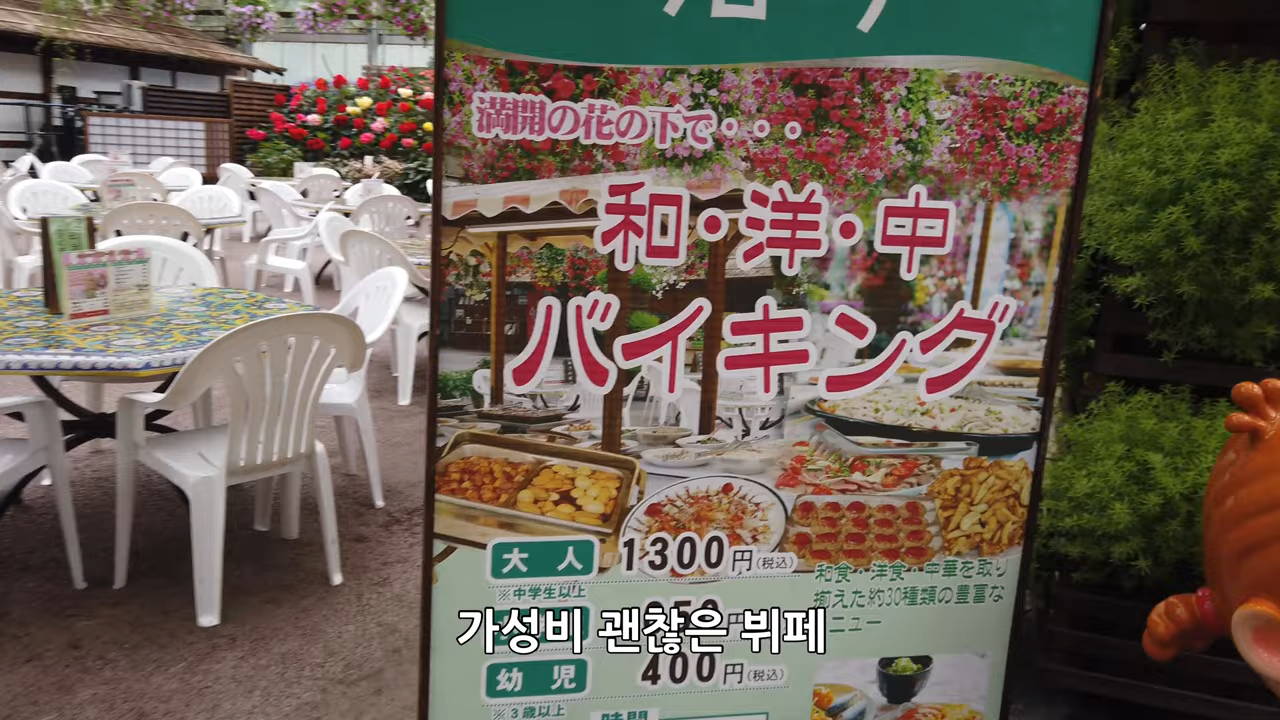 満開の花の下で・・・
和・洋・中
バイキング
大人 1300円(税込)
※中学生以上
和食・洋食・中華を取り
揃えた約30種類の豊富な
ニュー
가성비 괜찮은 뷔페
幼児 400円(税込)
※3歳以上
時間